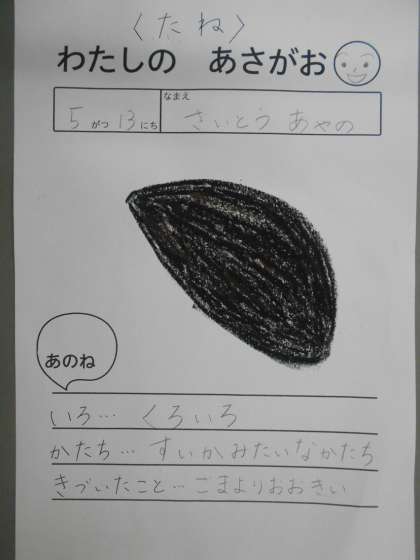 〈たね〉
わたしの　あさがお
5がつ13にち　なまえ　さいとう　あやの
あのね
いろ…　くろいろ
かたち…　すいかみたいなかたち
きづいたこと…ごまよりおおきい